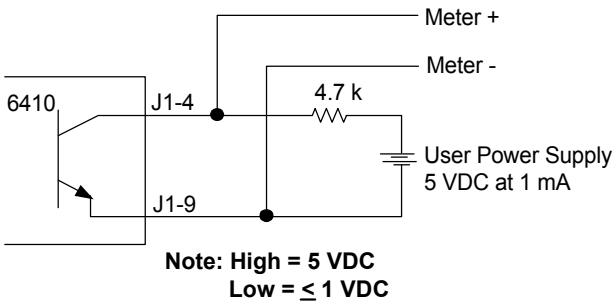 Meter +
Meter -
4.7 k
6410
J1-4
User Power Supply
5 VDC at 1 mA
J1-9
Note: High = 5 VDC
Low = ≤ 1 VDC